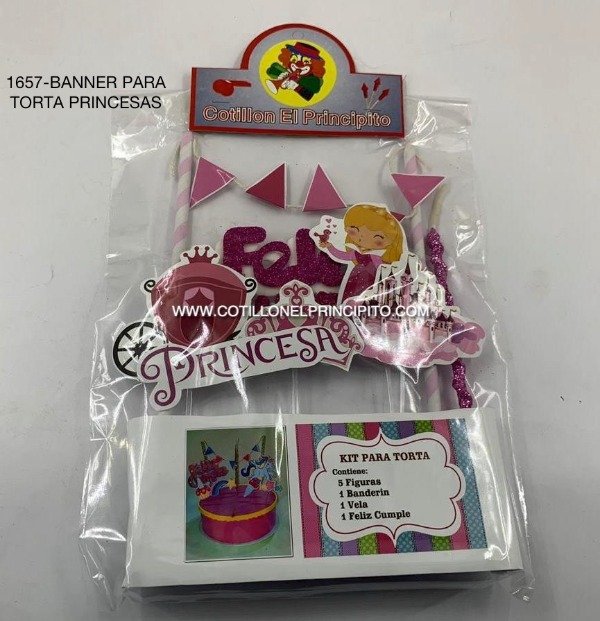 1657-BANNER PARA
TORTA PRINCESAS
Cotillon El Principito
Feliz
WWW.COTILLONELPRINCIPITO.COM
PRINCESA
KIT PARA TORTA
Contiene:
5 Figuras
1 Banderin
1 Vela
1 Feliz Cumple